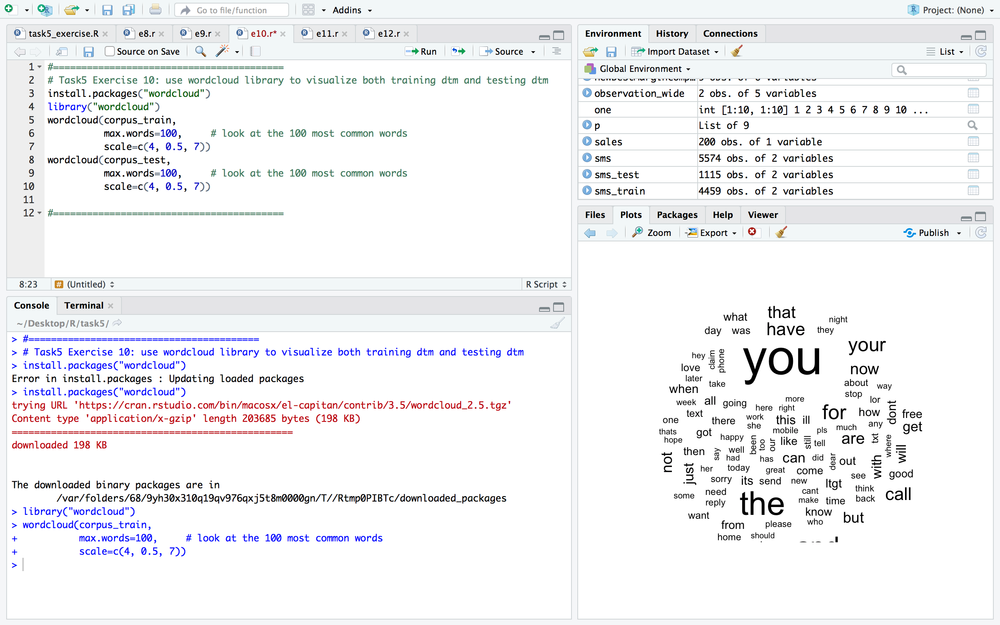 Go to file/function
Addins
Project: (None)
task5_exercise.R
e8.r
e9.r
e10.r*
e11.r
e12.r
Source on Save
Run
Source
1 #=========================================
2 # Task5 Exercise 10: use wordcloud library to visualize both training dtm and testing dtm
3 install.packages("wordcloud")
4 library("wordcloud")
5 wordcloud(corpus_train,
6 max.words=100, # look at the 100 most common words
7 scale=c(4, 0.5, 7))
8 wordcloud(corpus_test,
9 max.words=100, # look at the 100 most common words
10 scale=c(4, 0.5, 7))
11
12 #=========================================
8:23
# (Untitled)
R Script
Console
Terminal
~/Desktop/R/task5/
> #=========================================
> # Task5 Exercise 10: use wordcloud library to visualize both training dtm and testing dtm
> install.packages("wordcloud")
Error in install.packages : Updating loaded packages
> install.packages("wordcloud")
trying URL 'https://cran.rstudio.com/bin/macosx/el-capitan/contrib/3.5/wordcloud_2.5.tgz'
Content type 'application/x-gzip' length 203685 bytes (198 KB)
==================================================
downloaded 198 KB
The downloaded binary packages are in
/var/folders/68/9yh30x310q19qv976qxj5t8m0000gn/T//Rtmp0PIBTc/downloaded_packages
> library("wordcloud")
> wordcloud(corpus_train,
+ max.words=100, # look at the 100 most common words
+ scale=c(4, 0.5, 7))
>
Environment
History
Connections
Import Dataset
List
Global Environment
observation_wide 2 obs. of 5 variables
one int [1:10, 1:10] 1 2 3 4 5 6 7 8 9 10 ...
p List of 9
sales 200 obs. of 1 variable
sms 5574 obs. of 2 variables
sms_test 1115 obs. of 2 variables
sms_train 4459 obs. of 2 variables
Files
Plots
Packages
Help
Viewer
Zoom
Export
Publish
what
that
night
day
was
have
they
your
you
hey
claim
phone
love
now
later
take
about
way
when
stop
week
all
going
more
lor
here
right
for
how
dont
free
text
one
there
work
this
ill
she
any
get
thats
got
mobile
pls
much
hope
happy
are
txt
where
been
too
our
like
still
tell
will
not
then
say
well
had
has
can
did
dear
out
with
just
her
today
great
come
see
good
sorry
its
send
new
ltgt
think
some
need
cant
back
call
reply
the
make
time
want
know
but
from
please
who
home
should